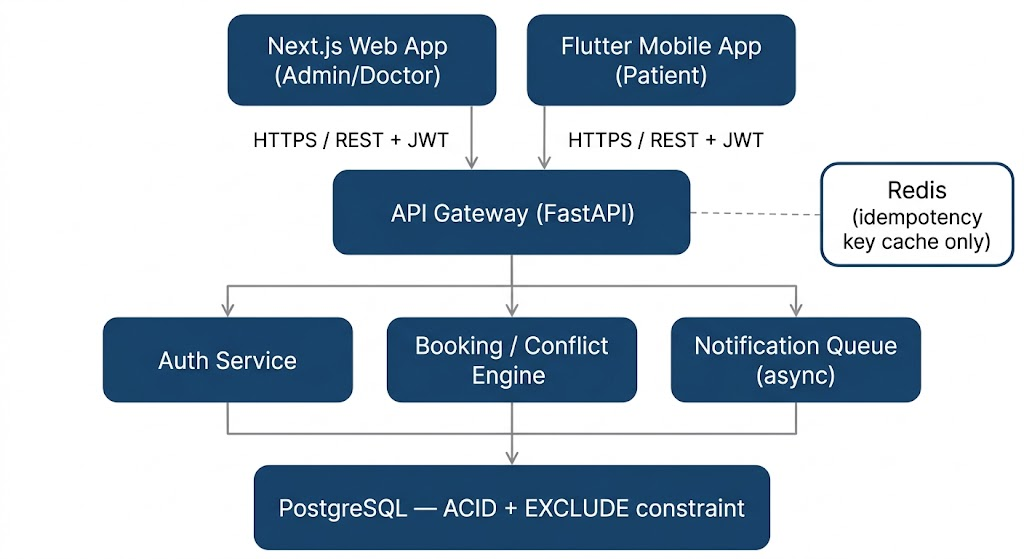 Next.js Web App
(Admin/Doctor)
Flutter Mobile App
(Patient)
HTTPS / REST + JWT
HTTPS / REST + JWT
API Gateway (FastAPI)
Redis
(idempotency
key cache only)
Auth Service
Booking / Conflict
Engine
Notification Queue
(async)
PostgreSQL — ACID + EXCLUDE constraint